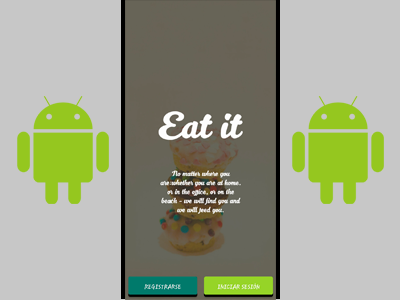 Eat it
No matter where you
are: whether you are at home,
or in the office, or on the
beach - we will find you and
we will feed you.
REGISTRARSE
INICIAR SESIÓN